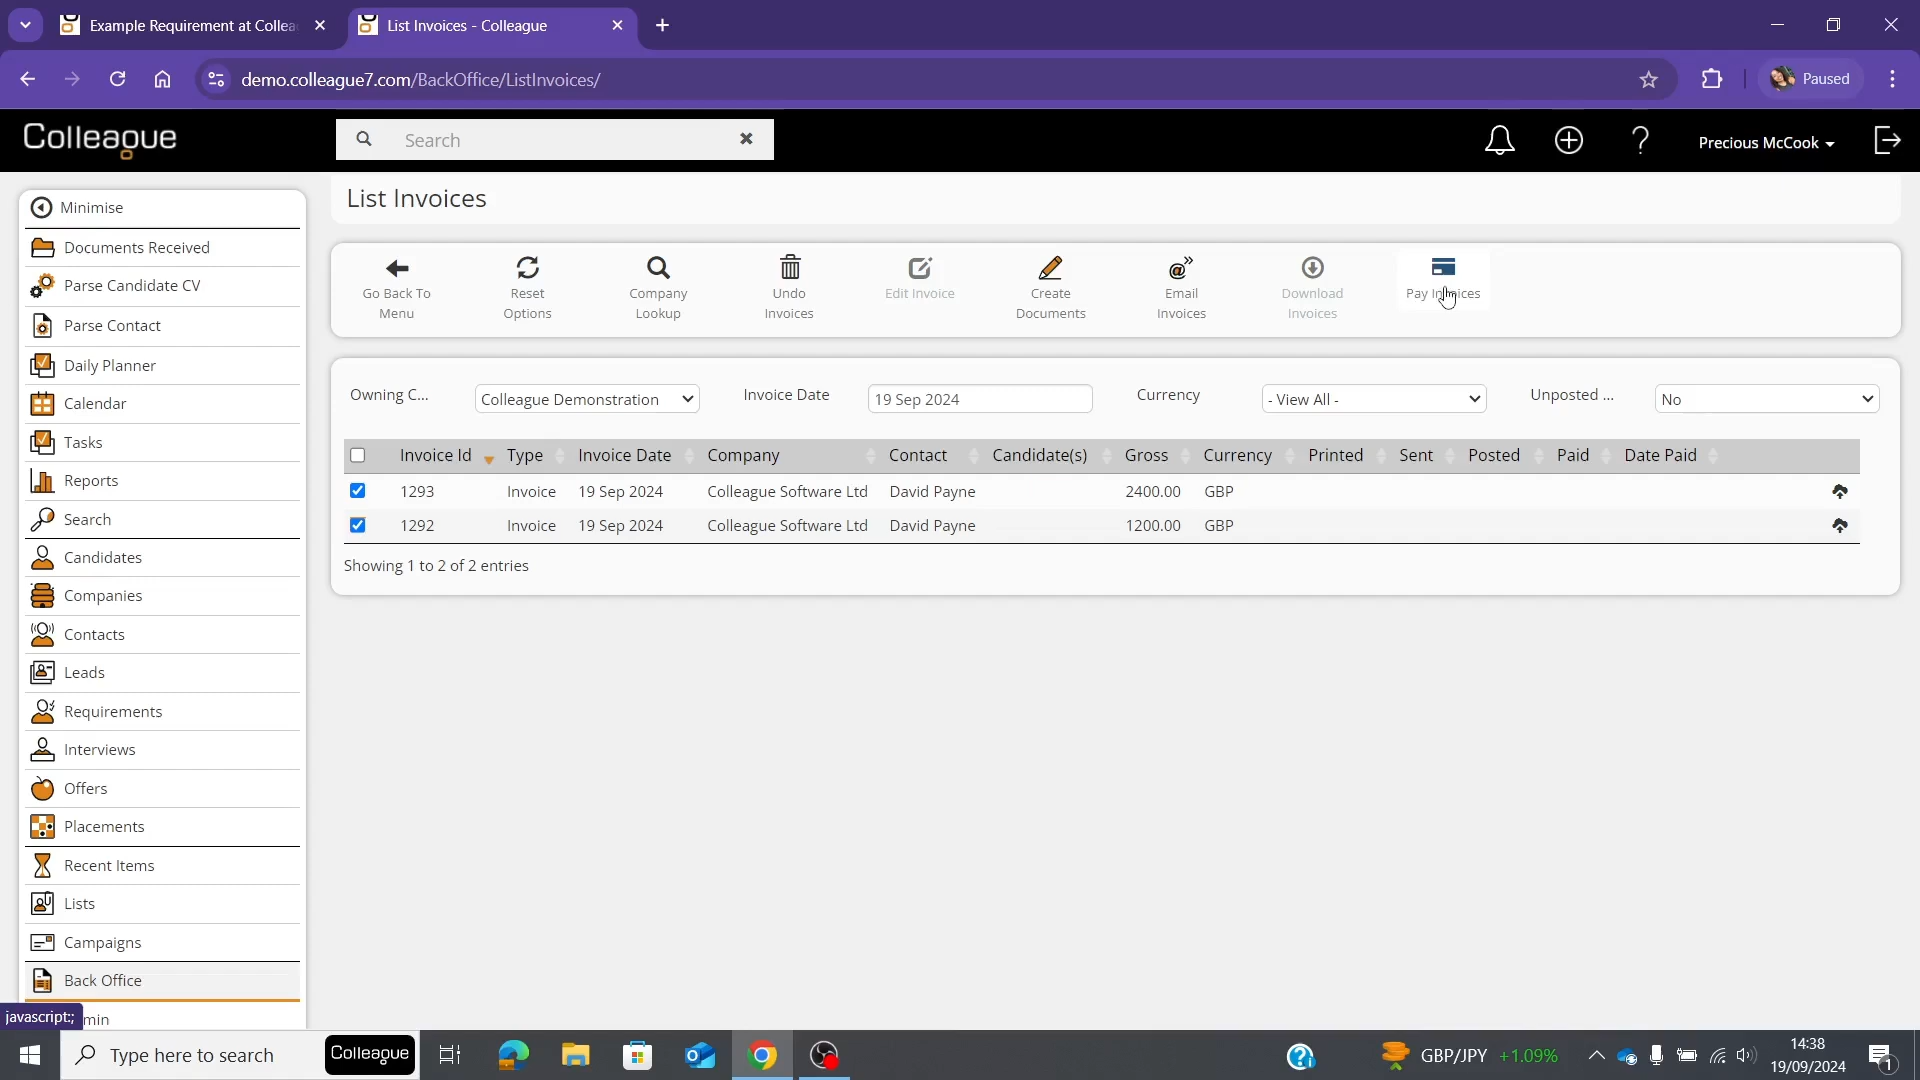 Example Requirement at Collea
List Invoices - Colleague
demo.colleague7.com/BackOffice/ListInvoices/
Paused
Colleague
Search
Precious McCook
Minimise
Documents Received
Parse Candidate CV
Parse Contact
Daily Planner
Calendar
Tasks
Reports
Search
Candidates
Companies
Contacts
Leads
Requirements
Interviews
Offers
Placements
Recent Items
Lists
Campaigns
Back Office
min
javascript:;
List Invoices
Go Back To
Menu
Reset
Options
Company
Lookup
Undo
Invoices
Edit Invoice
Create
Documents
Email
Invoices
Download
Invoices
Pay Invoices
Owning C... Colleague Demonstration Invoice Date 19 Sep 2024 Currency - View All - Unposted ... No
Invoice Id Type Invoice Date Company Contact Candidate(s) Gross Currency Printed Sent Posted Paid Date Paid
1293 Invoice 19 Sep 2024 Colleague Software Ltd David Payne 2400.00 GBP
1292 Invoice 19 Sep 2024 Colleague Software Ltd David Payne 1200.00 GBP
Showing 1 to 2 of 2 entries
Type here to search
Colleague
GBP/JPY +1.09%
14:38
19/09/2024
1